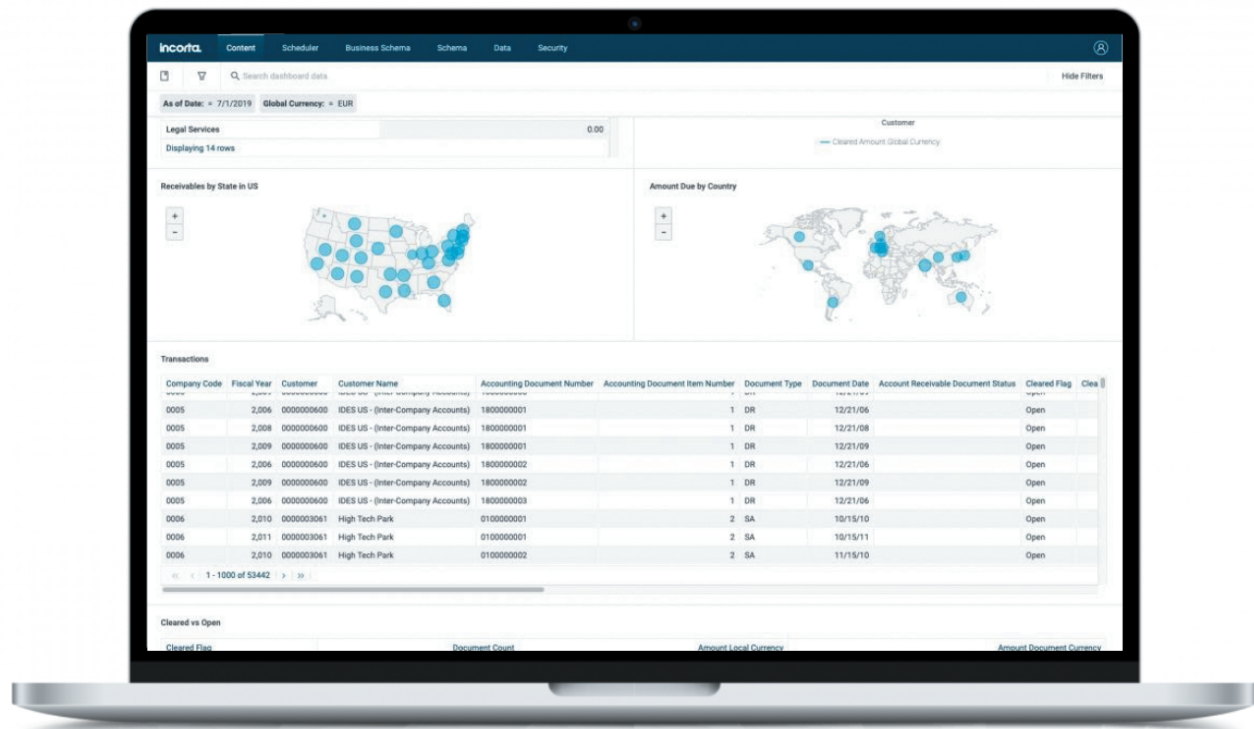 incorta. Content Scheduler Business Schema Schema Data Security
Search dashboard data Hide Filters
As of Date: = 7/1/2019 Global Currency: = EUR
Legal Services 0.00
Displaying 14 rows
Customer
Cleared Amount Global Currency
Receivables by State in US
Amount Due by Country
+
-
+
-
Transactions
Company Code Fiscal Year Customer Customer Name Accounting Document Number Accounting Document Item Number Document Type Document Date Account Receivable Document Status Cleared Flag Clea
0005 2,006 0000000600 IDES US - (Inter-Company Accounts) 1800000001 1 DR 12/21/06 Open
0005 2,008 0000000600 IDES US - (Inter-Company Accounts) 1800000001 1 DR 12/21/08 Open
0005 2,009 0000000600 IDES US - (Inter-Company Accounts) 1800000001 1 DR 12/21/09 Open
0005 2,006 0000000600 IDES US - (Inter-Company Accounts) 1800000002 1 DR 12/21/06 Open
0005 2,009 0000000600 IDES US - (Inter-Company Accounts) 1800000002 1 DR 12/21/09 Open
0005 2,006 0000000600 IDES US - (Inter-Company Accounts) 1800000003 1 DR 12/21/06 Open
0006 2,010 0000003061 High Tech Park 0100000001 2 SA 10/15/10 Open
0006 2,011 0000003061 High Tech Park 0100000001 2 SA 10/15/11 Open
0006 2,010 0000003061 High Tech Park 0100000002 2 SA 11/15/10 Open
1 - 1000 of 53442
Cleared vs Open
Cleared Flag Document Count Amount Local Currency Amount Document Currency